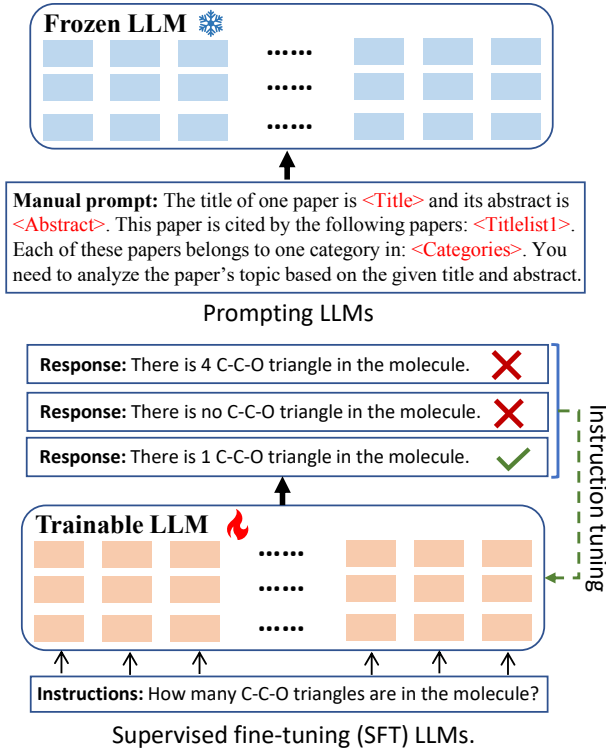 Frozen LLM
......
......
......
Manual prompt: The title of one paper is <Title> and its abstract is
<Abstract>. This paper is cited by the following papers: <Titlelist1>.
Each of these papers belongs to one category in: <Categories>. You
need to analyze the paper's topic based on the given title and abstract.
Prompting LLMs
Response: There is 4 C-C-O triangle in the molecule.
Response: There is no C-C-O triangle in the molecule.
Response: There is 1 C-C-O triangle in the molecule.
Instruction tuning
Trainable LLM
......
......
......
Instructions: How many C-C-O triangles are in the molecule?
Supervised fine-tuning (SFT) LLMs.